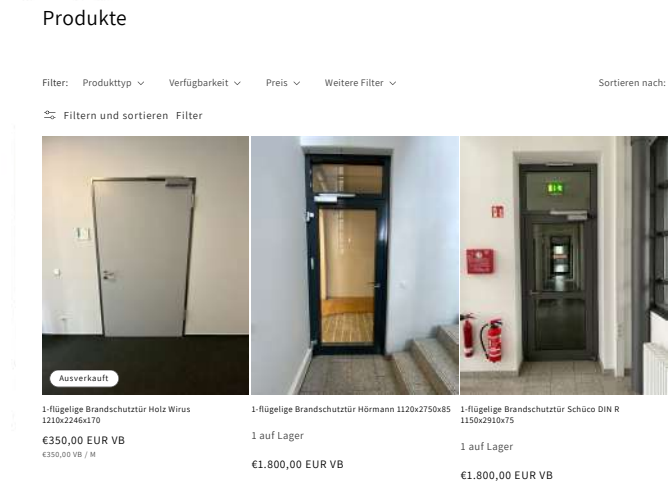 Produkte
Filter: Produkttyp Verfügbarkeit Preis Weitere Filter Sortieren nach:
Filtern und sortieren Filter
Ausverkauft
1-flügelige Brandschutztür Holz Wirus
1210x2246x170
€350,00 EUR VB
€350,00 VB / M
1-flügelige Brandschutztür Hörmann 1120x2750x85
1 auf Lager
€1.800,00 EUR VB
1-flügelige Brandschutztür Schüco DIN R
1150x2910x75
1 auf Lager
€1.800,00 EUR VB